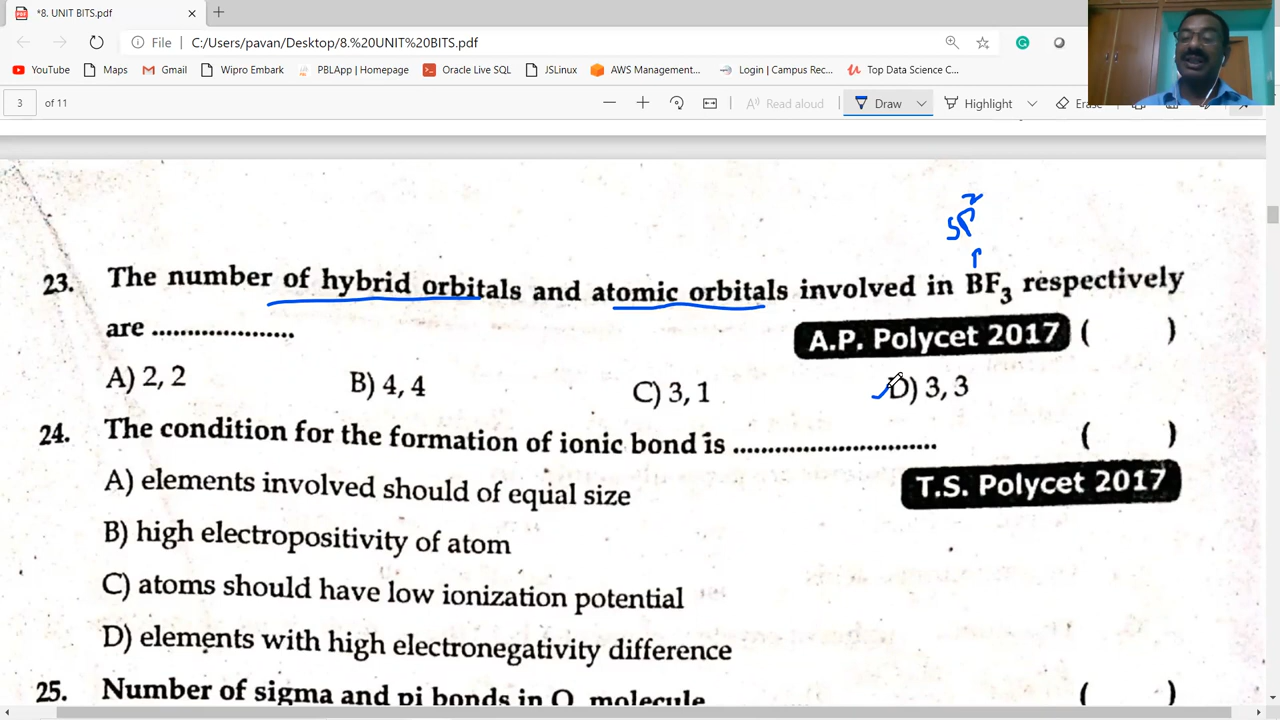 *8. UNIT BITS.pdf
File
C:/Users/pavan/Desktop/8.%20UNIT%20BITS.pdf
YouTube Maps Gmail Wipro Embark PBLApp | Homepage Oracle Live SQL JSLinux AWS Management... Login | Campus Rec... Top Data Science C...
3 of 11 Read aloud Draw Highlight Erase
sp²
23. The number of hybrid orbitals and atomic orbitals involved in BF₃ respectively
are .................... A.P. Polycet 2017 ( )
A) 2, 2 B) 4, 4 C) 3, 1 D) 3, 3
24. The condition for the formation of ionic bond is ............................ ( )
A) elements involved should of equal size T.S. Polycet 2017
B) high electropositivity of atom
C) atoms should have low ionization potential
D) elements with high electronegativity difference
25. Number of sigma and pi bonds in O molecule ( )